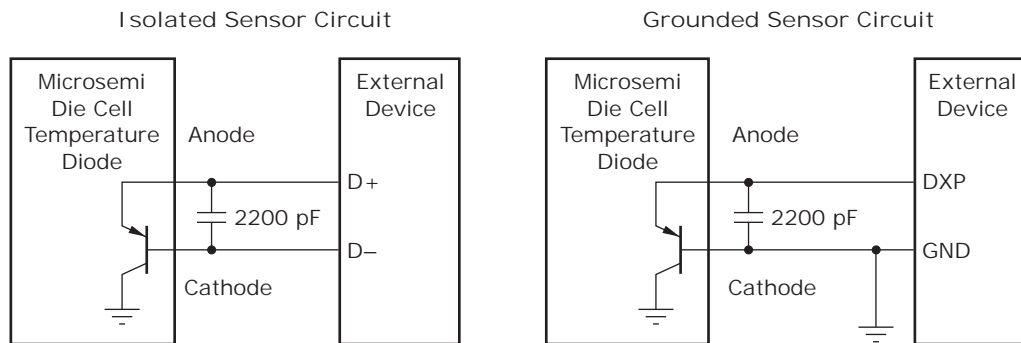 Isolated Sensor Circuit
Microsemi
Die Cell
Temperature
Diode
Anode
Cathode
2200 pF
External
Device
D+
D−
Grounded Sensor Circuit
Microsemi
Die Cell
Temperature
Diode
Anode
Cathode
2200 pF
External
Device
DXP
GND